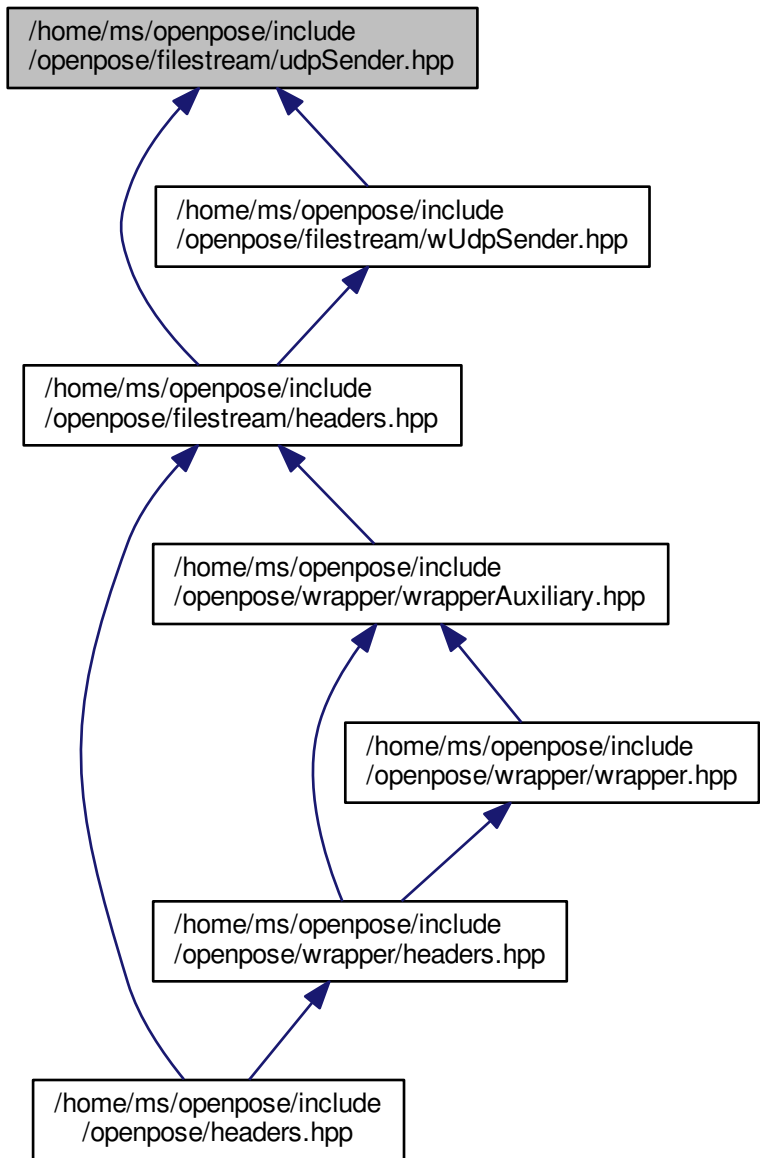 /home/ms/openpose/include
/openpose/filestream/udpSender.hpp
/home/ms/openpose/include
/openpose/filestream/wUdpSender.hpp
/home/ms/openpose/include
/openpose/filestream/headers.hpp
/home/ms/openpose/include
/openpose/wrapper/wrapperAuxiliary.hpp
/home/ms/openpose/include
/openpose/wrapper/wrapper.hpp
/home/ms/openpose/include
/openpose/wrapper/headers.hpp
/home/ms/openpose/include
/openpose/headers.hpp